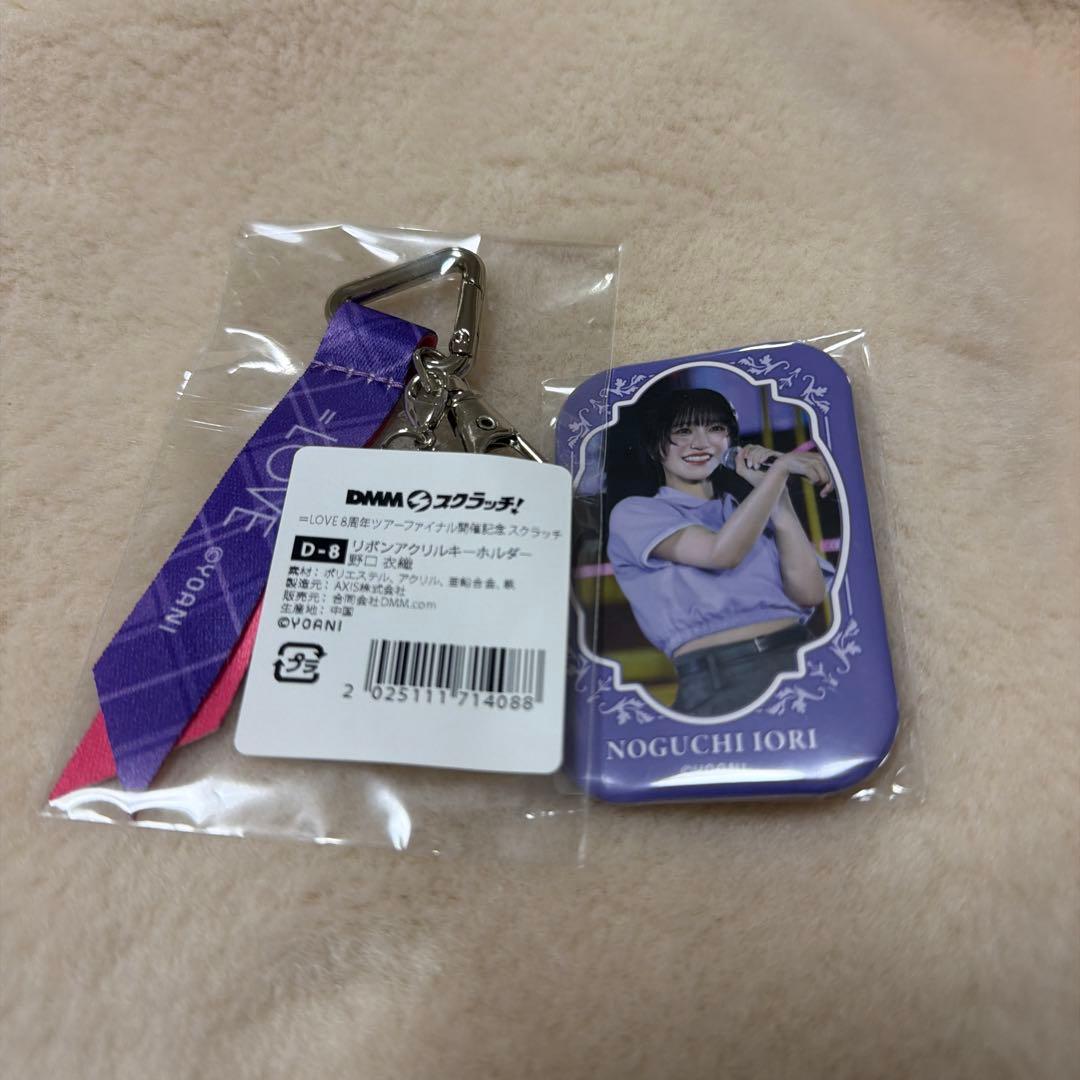 =LOVE
©YOANI
DMM スクラッチ!
=LOVE 8周年ツアーファイナル開催記念 スクラッチ
D-8 リボンアクリルキーホルダー
野口 衣織
素材: ポリエステル、アクリル、亜鉛合金、鉄
製造元: AXIS株式会社
販売元: 合同会社DMM.com
生産地: 中国
©YOANI
プラ
2 025111 714088
NOGUCHI IORI
©YOANI